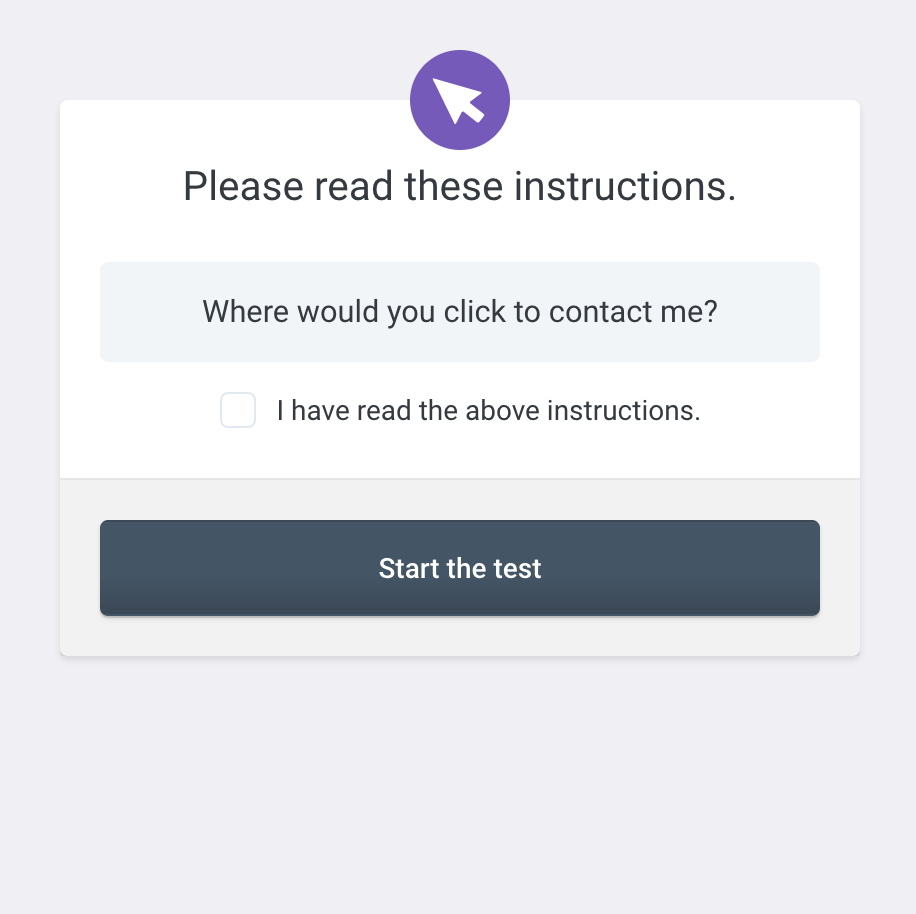 Please read these instructions.
Where would you click to contact me?
I have read the above instructions.
Start the test